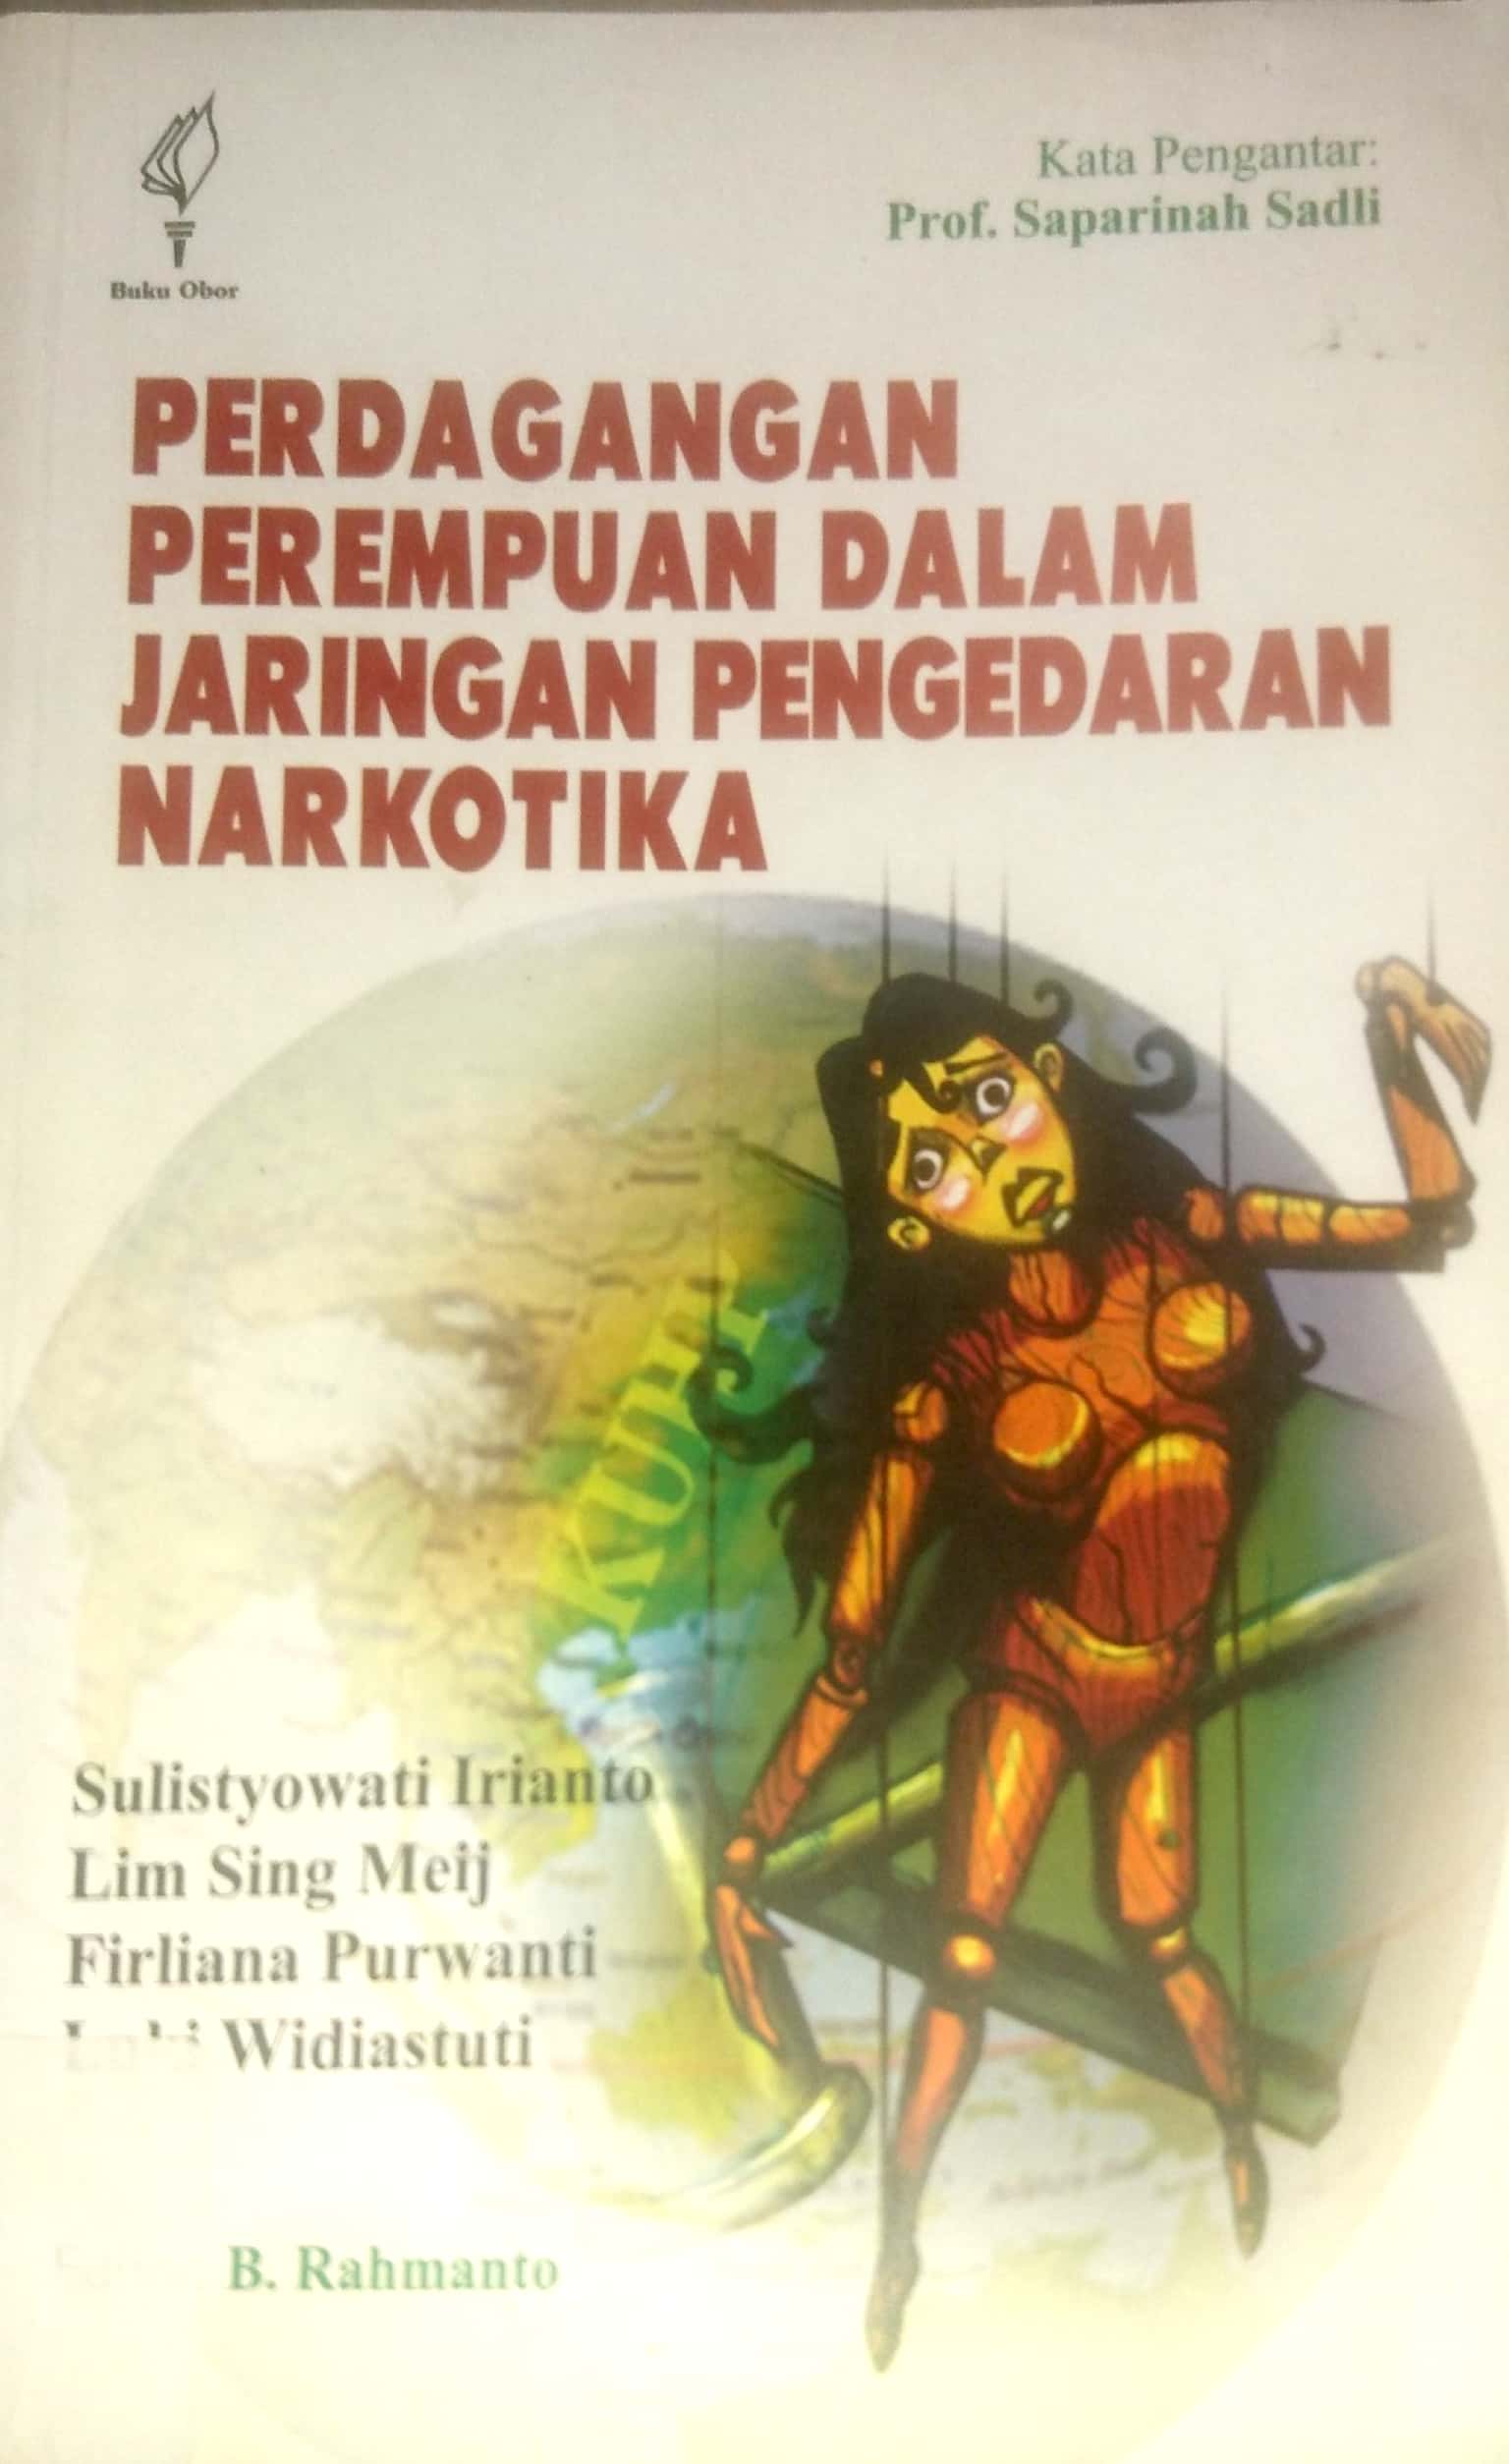 Kata Pengantar:
Prof. Saparinah Sadli
Buku Obor
PERDAGANGAN
PEREMPUAN DALAM
JARINGAN PENGEDARAN
NARKOTIKA
Sulistyowati Irianto
Lim Sing Meij
Firliana Purwanti
Widiastuti
B. Rahmanto